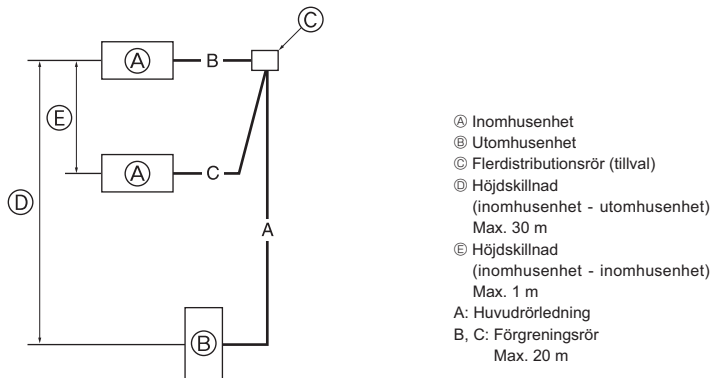 Ⓒ
Ⓐ B
Ⓔ
Ⓐ C
Ⓓ
A
Ⓑ
Ⓐ Inomhusenhet
Ⓑ Utomhusenhet
Ⓒ Flerdistributionsrör (tillval)
Ⓓ Höjdskillnad
(inomhusenhet - utomhusenhet)
Max. 30 m
Ⓔ Höjdskillnad
(inomhusenhet - inomhusenhet)
Max. 1 m
A: Huvudrörledning
B, C: Förgreningsrör
Max. 20 m